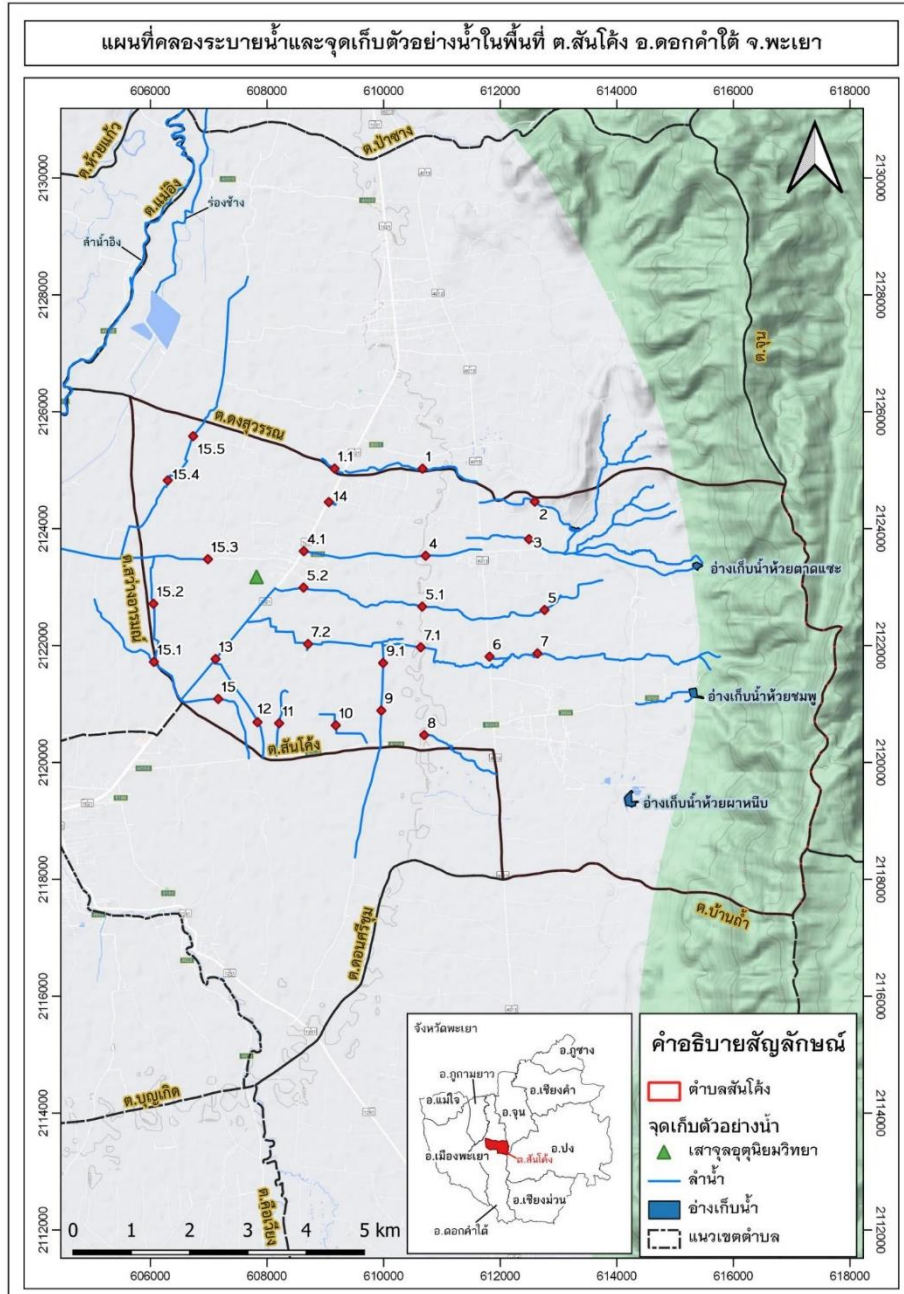 แผนที่คลองระบายน้ำและจุดเก็บตัวอย่างน้ำในพื้นที่ ต.สันโค้ง อ.ดอกคำใต้ จ.พะเยา
606000 608000 610000 612000 614000 616000 618000
2130000 2130000
2128000 2128000
2126000 2126000
2124000 2124000
2122000 2122000
2120000 2120000
2118000 2118000
2116000 2116000
2114000 2114000
2112000 2112000
ต.ห้วยแก้ว
ต.ป่าซาง
ต.แม่อิง
ร่องช้าง
ลำน้ำอิง
ต.ดงสุวรรณ
15.5
1.1
1
15.4
14
2
4.1
4
3
15.3
อ่างเก็บน้ำห้วยตาดแซะ
5.2
ต.สว่างอารมณ์
15.2
5.1
5
7.2
7.1
6
7
15.1
13
9.1
อ่างเก็บน้ำห้วยชมพู
15
12
11
10
9
8
ต.สันโค้ง
อ่างเก็บน้ำห้วยผาหนีบ
ต.บ้านถ้ำ
ต.ดอนศรีชุม
ต.บุญเกิด
ต.คือเวียง
จังหวัดพะเยา
อ.ภูซาง
อ.ภูกามยาว
อ.เชียงคำ
อ.แม่ใจ
อ.จุน
อ.ปง
อ.เมืองพะเยา
ต.สันโค้ง
อ.เชียงม่วน
อ.ดอกคำใต้
คำอธิบายสัญลักษณ์
ตำบลสันโค้ง
จุดเก็บตัวอย่างน้ำ
เสาจุลอุตุนิยมวิทยา
ลำน้ำ
อ่างเก็บน้ำ
แนวเขตตำบล
0 1 2 3 4 5 km
606000 608000 610000 612000 614000 616000 618000